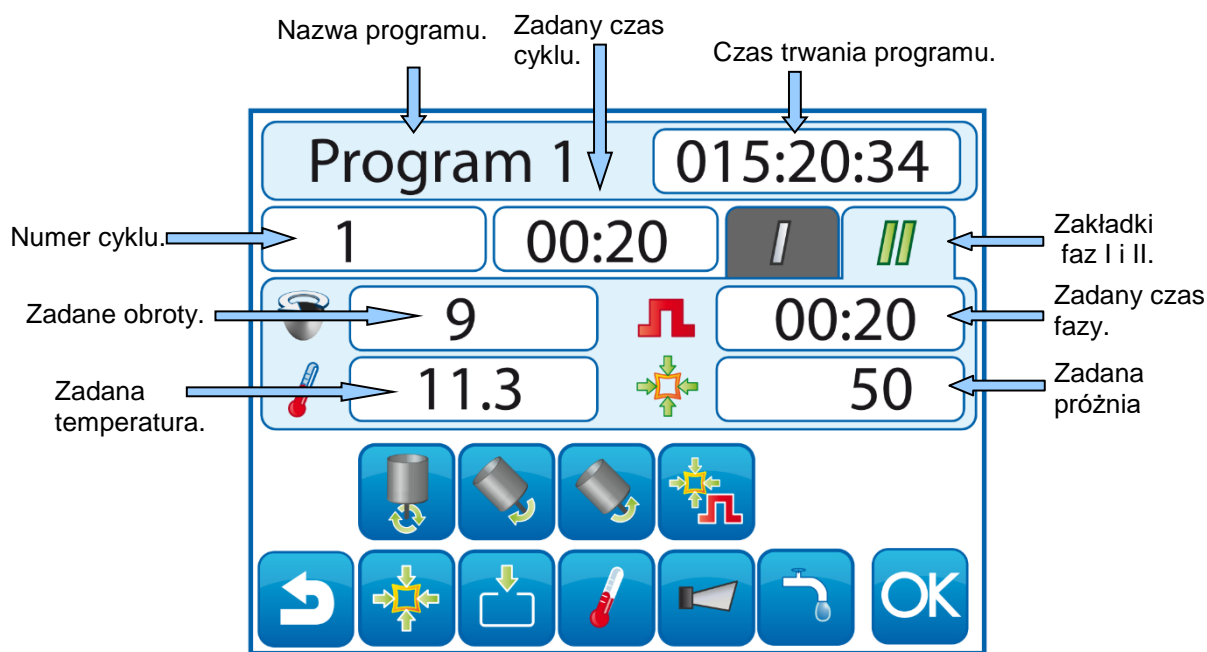 Nazwa programu.
Zadany czas
cyklu.
Czas trwania programu.
Program 1
015:20:34
Numer cyklu.
1
00:20
I
II
Zakładki
faz I i II.
Zadane obroty.
9
00:20
Zadany czas
fazy.
Zadana
temperatura.
11.3
50
Zadana
próżnia
OK